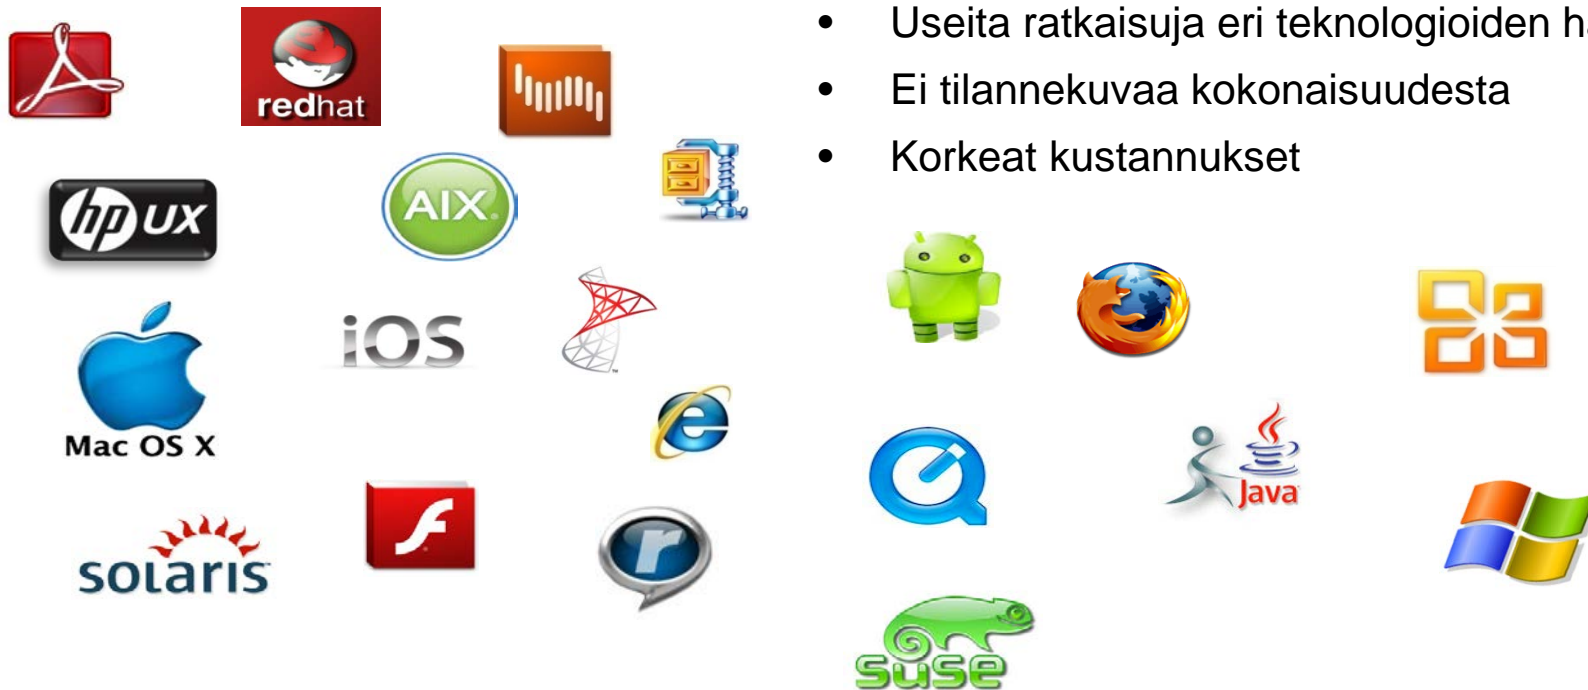 • Useita ratkaisuja eri teknologioiden
• Ei tilannekuvaa kokonaisuudesta
• Korkeat kustannukset
redhat
hp UX
AIX
iOS
Mac OS X
Java
solaris
suse